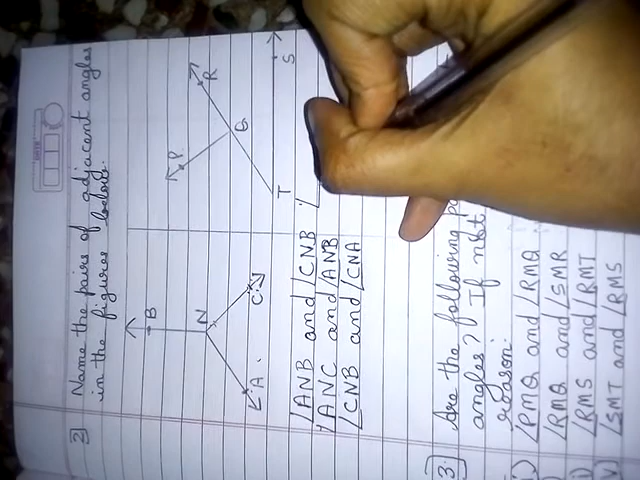 2) Name the pairs of adjacent angles
in the figures below.
B
N
A
C
P
R
Q
T
S
∠ANB and ∠CNB
∠ANC and ∠ANB
∠CNB and ∠CNA
3. Are the following
angles? If not
reason.
∠PMQ and ∠RMQ
∠RMQ and ∠SMR
∠RMS and ∠RMT
∠SMT and ∠RMS